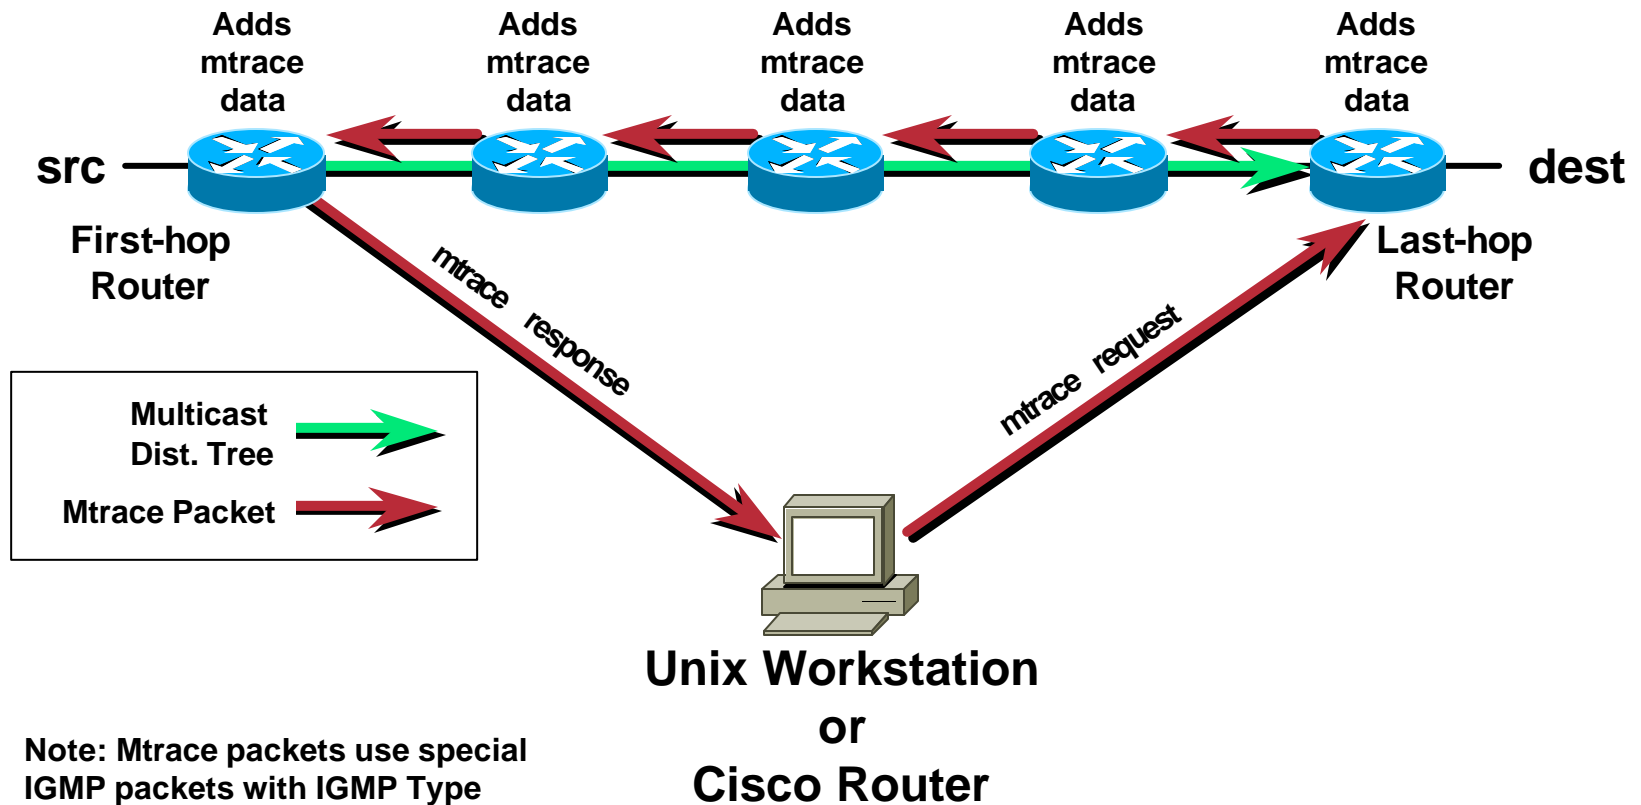 Adds
mtrace
data
Adds
mtrace
data
Adds
mtrace
data
Adds
mtrace
data
Adds
mtrace
data
src
dest
First-hop
Router
Last-hop
Router
mtrace response
mtrace request
Multicast
Dist. Tree
Mtrace Packet
Unix Workstation
or
Cisco Router
Note: Mtrace packets use special
IGMP packets with IGMP Type